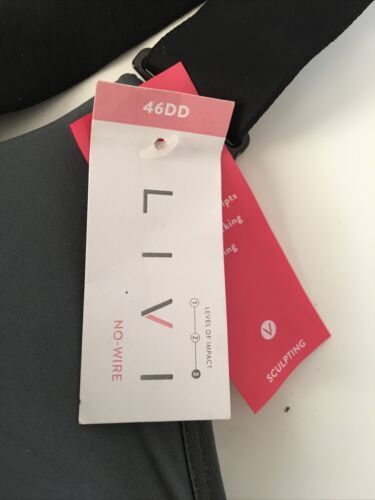 46DD
LIVI
NO-WIRE
LEVEL OF IMPACT
1
2
3
SCULPTING